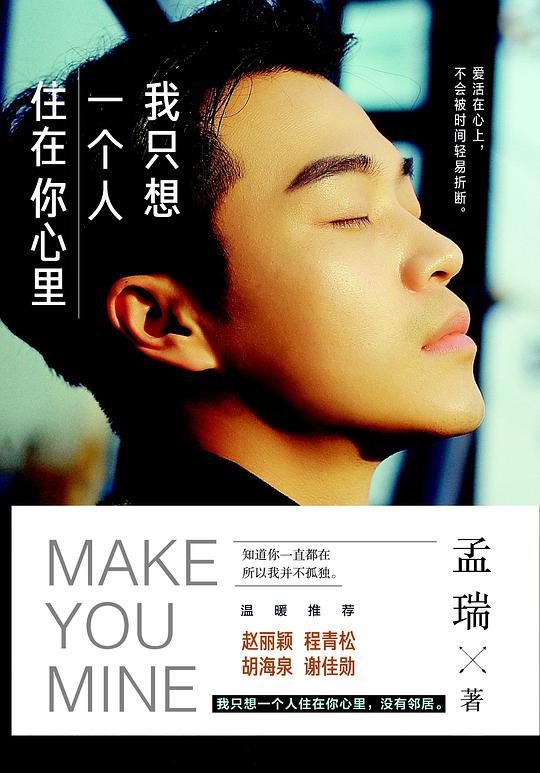 我只想
一个人
住在 你心里
爱活在心上，
不会被时间轻易折断。
MAKE
YOU
MINE
知道你一直都在
所以我并不孤独。
温暖推荐
赵丽颖 程青松
胡海泉 谢佳勋
我只想一个人住在你心里，没有邻居。
孟瑞
著